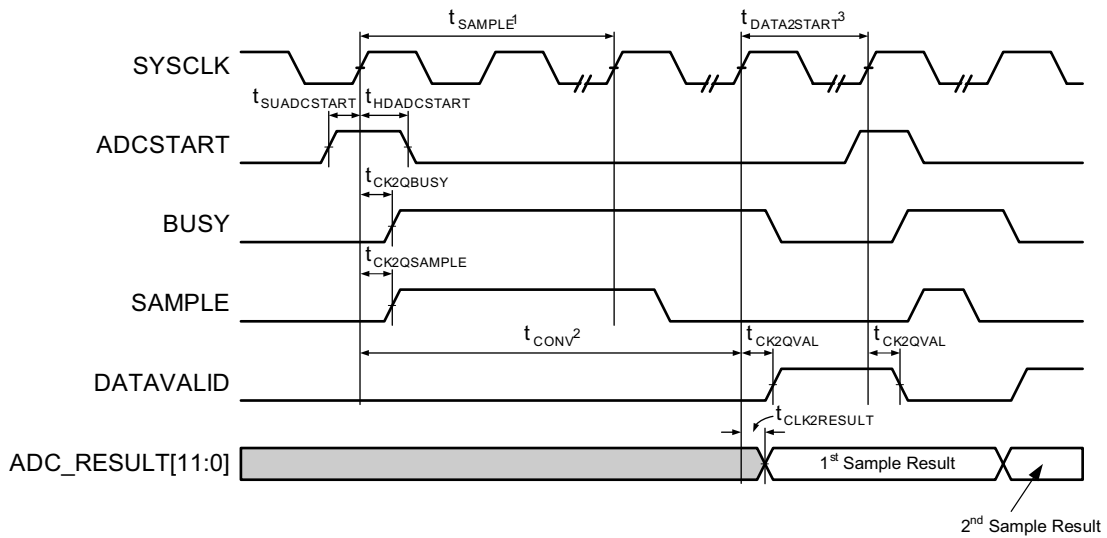 tSAMPLE1
tDATA2START3
SYSCLK
tSUADCSTART tHDADCSTART
ADCSTART
tCK2QBUSY
BUSY
tCK2QSAMPLE
SAMPLE
tCONV2
tCK2QVAL
tCK2QVAL
DATAVALID
tCLK2RESULT
ADC_RESULT[11:0]
1st Sample Result
2nd Sample Result